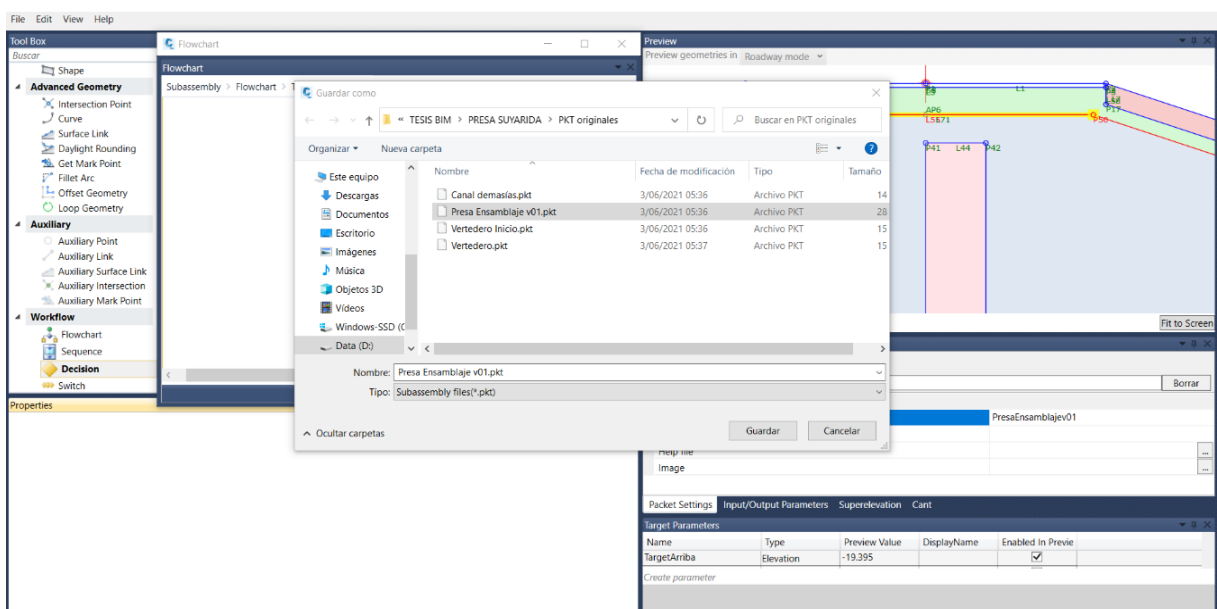 File Edit View Help
Tool Box
Buscar
Shape
Advanced Geometry
Intersection Point
Curve
Surface Link
Daylight Rounding
Get Mark Point
Fillet Arc
Offset Geometry
Loop Geometry
Auxiliary
Auxiliary Point
Auxiliary Link
Auxiliary Surface Link
Auxiliary Intersection
Auxiliary Mark Point
Workflow
Flowchart
Sequence
Decision
Switch
Properties
Flowchart
Flowchart
Subassembly > Flowchart >
Guardar como
« TESIS BIM > PRESA SUYARIDA > PKT originales
Buscar en PKT originales
Organizar Nueva carpeta
Este equipo
Descargas
Documentos
Escritorio
Imágenes
Música
Objetos 3D
Vídeos
Windows-SSD (C
Data (D:)
Nombre Fecha de modificación Tipo Tamaño
Canal demasías.pkt 3/06/2021 05:36 Archivo PKT 14
Presa Ensamblaje v01.pkt 3/06/2021 05:36 Archivo PKT 28
Vertedero Inicio.pkt 3/06/2021 05:36 Archivo PKT 15
Vertedero.pkt 3/06/2021 05:37 Archivo PKT 15
Nombre: Presa Ensamblaje v01.pkt
Tipo: Subassembly files(*.pkt)
Ocultar carpetas
Guardar Cancelar
Preview
Preview geometries in Roadway mode
L1
AP6
P17
P50
P41 L44 P42
Fit to Screen
Borrar
PresaEnsamblajev01
Help file ...
Image ...
Packet Settings Input/Output Parameters Superelevation Cant
Target Parameters
Name Type Preview Value DisplayName Enabled In Previe
TargetArriba Elevation -19.395
Create parameter